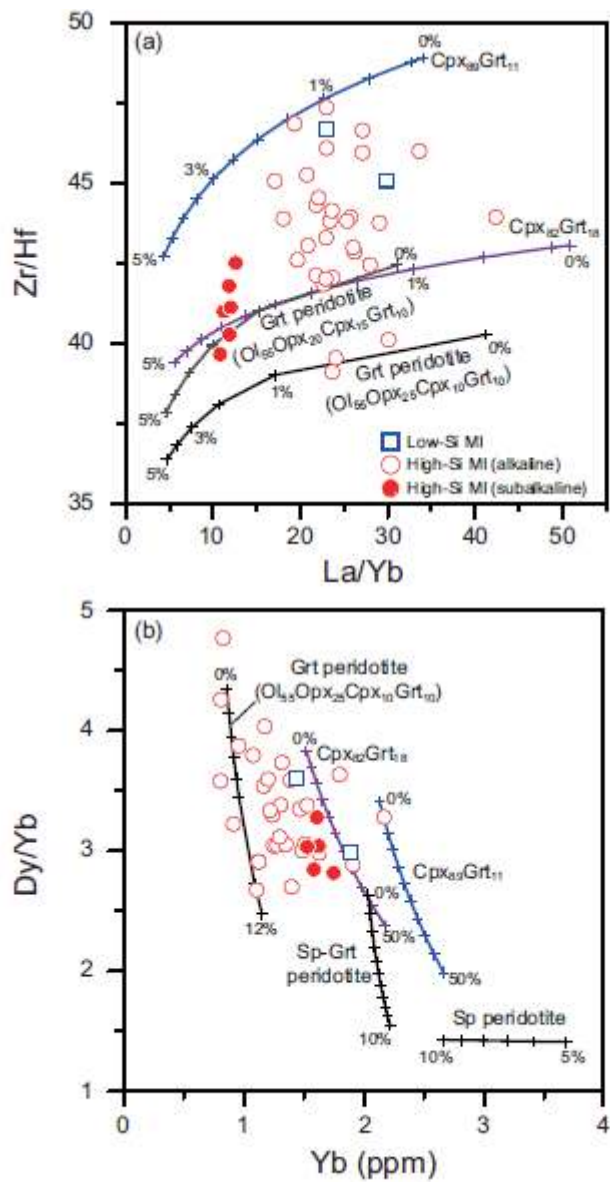 50
(a)
0%
Cpx₈₉Grt₁₁
1%
45
3%
Zr/Hf
5%
Cpx₈₂Grt₁₈
0%
0%
1%
40
Grt peridotite
(Ol₅₅Opx₂₀Cpx₁₅Grt₁₀)
5%
0%
Grt peridotite
(Ol₅₅Opx₂₅Cpx₁₀Grt₁₀)
1%
5%
3%
5%
Low-Si MI
High-Si MI (alkaline)
High-Si MI (subalkaline)
35
0 10 20 30 40 50
La/Yb
5
(b)
0%
Grt peridotite
(Ol₅₅Opx₂₅Cpx₁₀Grt₁₀)
4
0%
Cpx₈₂Grt₁₈
0%
Dy/Yb
3
Cpx₈₉Grt₁₁
0%
12%
50%
Sp-Grt
peridotite
2
50%
10%
Sp peridotite
10% 5%
1
0 1 2 3 4
Yb (ppm)